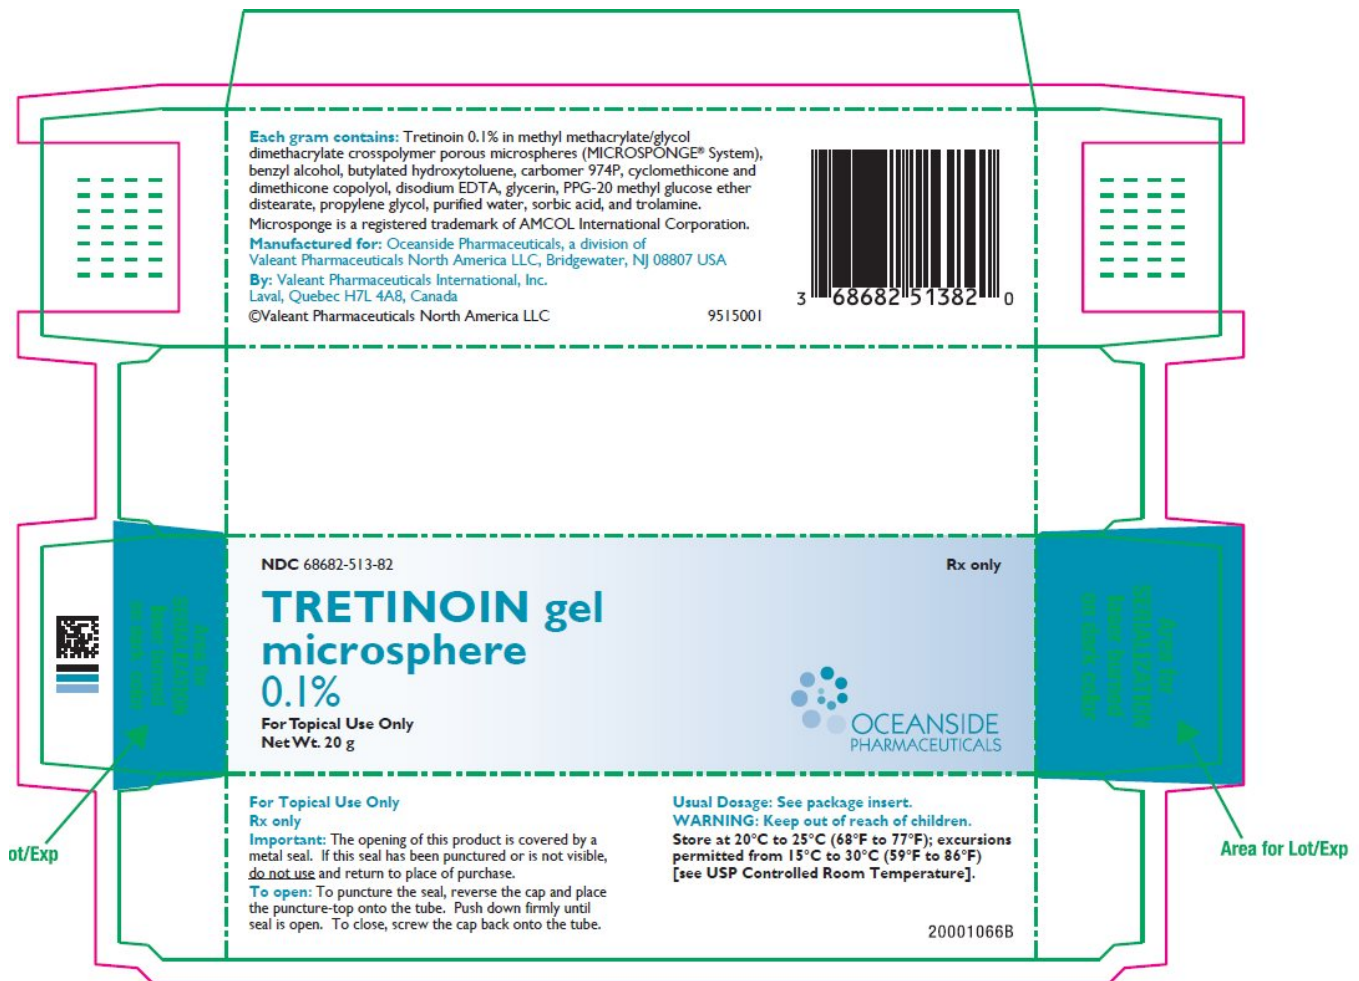 Each gram contains: Tretinoin 0.1% in methyl methacrylate/glycol
dimethacrylate crosspolymer porous microspheres (MICROSPONGE® System),
benzyl alcohol, butylated hydroxytoluene, carbomer 974P, cyclomethicone and
dimethicone copolyol, disodium EDTA, glycerin, PPG-20 methyl glucose ether
distearate, propylene glycol, purified water, sorbic acid, and trolamine.
Microsponge is a registered trademark of AMCOL International Corporation.
Manufactured for: Oceanside Pharmaceuticals, a division of
Valeant Pharmaceuticals North America LLC, Bridgewater, NJ 08807 USA
By: Valeant Pharmaceuticals International, Inc.
Laval, Quebec H7L 4A8, Canada
©Valeant Pharmaceuticals North America LLC
9515001
3 68682 51382 0
NDC 68682-513-82
Rx only
TRETINOIN gel
microsphere
0.1%
For Topical Use Only
Net Wt. 20 g
OCEANSIDE
PHARMACEUTICALS
Area for
SERIALIZATION
laser burned
on dark color
Area for
SERIALIZATION
laser burned
on dark color
ot/Exp
Area for Lot/Exp
For Topical Use Only
Rx only
Important: The opening of this product is covered by a
metal seal. If this seal has been punctured or is not visible,
do not use and return to place of purchase.
To open: To puncture the seal, reverse the cap and place
the puncture-top onto the tube. Push down firmly until
seal is open. To close, screw the cap back onto the tube.
Usual Dosage: See package insert.
WARNING: Keep out of reach of children.
Store at 20°C to 25°C (68°F to 77°F); excursions
permitted from 15°C to 30°C (59°F to 86°F)
[see USP Controlled Room Temperature].
20001066B